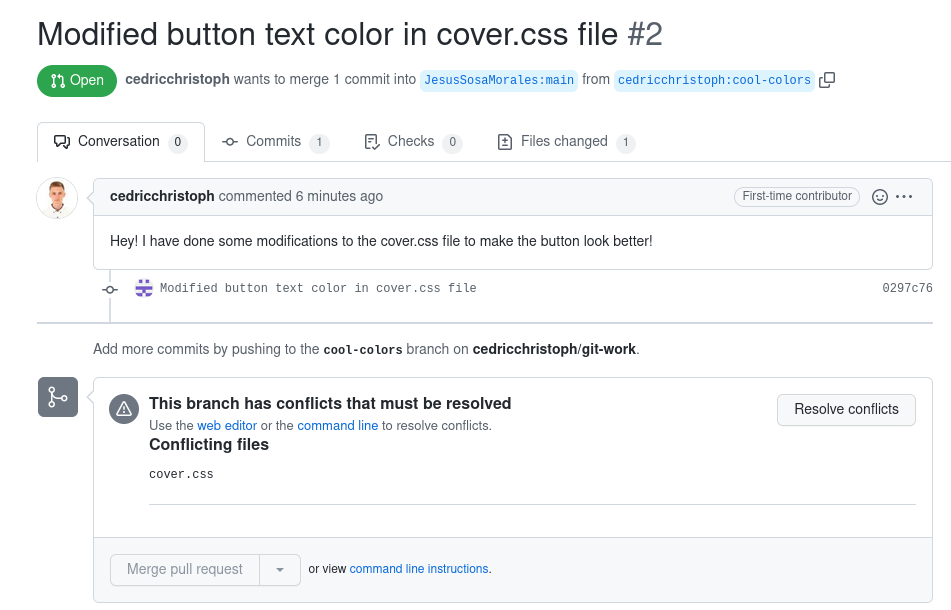 Modified button text color in cover.css file #2
Open cedricchristoph wants to merge 1 commit into JesusSosaMorales:main from cedricchristoph:cool-colors
Conversation 0 Commits 1 Checks 0 Files changed 1
cedricchristoph commented 6 minutes ago First-time contributor
Hey! I have done some modifications to the cover.css file to make the button look better!
Modified button text color in cover.css file 0297c76
Add more commits by pushing to the cool-colors branch on cedricchristoph/git-work.
This branch has conflicts that must be resolved
Resolve conflicts
Use the web editor or the command line to resolve conflicts.
Conflicting files
cover.css
Merge pull request or view command line instructions.